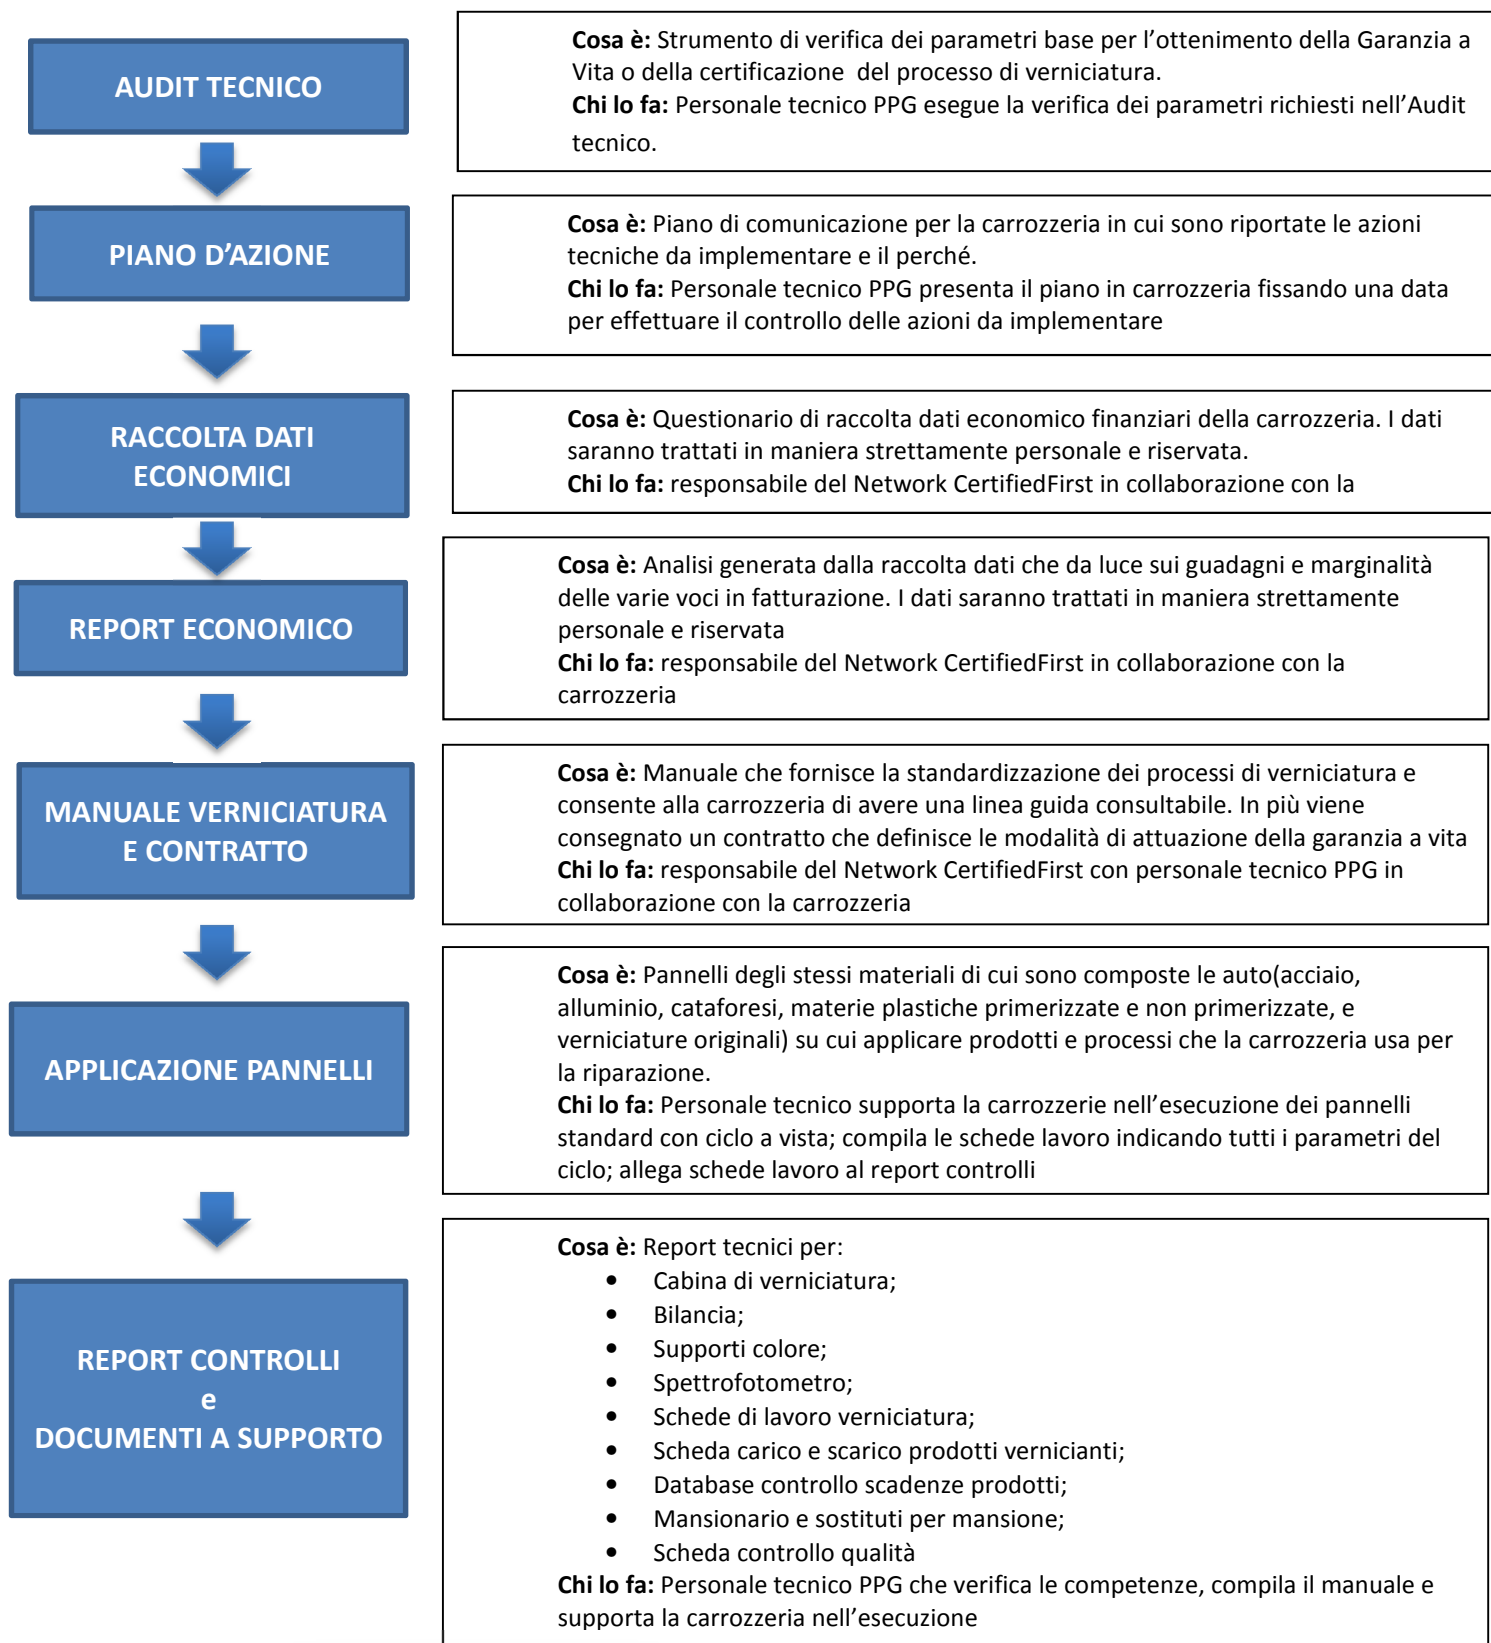 AUDIT TECNICO
Cosa è: Strumento di verifica dei parametri base per l’ottenimento della Garanzia a
Vita o della certificazione del processo di verniciatura.
Chi lo fa: Personale tecnico PPG esegue la verifica dei parametri richiesti nell’Audit
tecnico.
PIANO D’AZIONE
Cosa è: Piano di comunicazione per la carrozzeria in cui sono riportate le azioni
tecniche da implementare e il perché.
Chi lo fa: Personale tecnico PPG presenta il piano in carrozzeria fissando una data
per effettuare il controllo delle azioni da implementare
RACCOLTA DATI
ECONOMICI
Cosa è: Questionario di raccolta dati economico finanziari della carrozzeria. I dati
saranno trattati in maniera strettamente personale e riservata.
Chi lo fa: responsabile del Network CertifiedFirst in collaborazione con la
REPORT ECONOMICO
Cosa è: Analisi generata dalla raccolta dati che da luce sui guadagni e marginalità
delle varie voci in fatturazione. I dati saranno trattati in maniera strettamente
personale e riservata
Chi lo fa: responsabile del Network CertifiedFirst in collaborazione con la
carrozzeria
MANUALE VERNICIATURA
E CONTRATTO
Cosa è: Manuale che fornisce la standardizzazione dei processi di verniciatura e
consente alla carrozzeria di avere una linea guida consultabile. In più viene
consegnato un contratto che definisce le modalità di attuazione della garanzia a vita
Chi lo fa: responsabile del Network CertifiedFirst con personale tecnico PPG in
collaborazione con la carrozzeria
APPLICAZIONE PANNELLI
Cosa è: Pannelli degli stessi materiali di cui sono composte le auto(acciaio,
alluminio, cataforesi, materie plastiche primerizzate e non primerizzate, e
verniciature originali) su cui applicare prodotti e processi che la carrozzeria usa per
la riparazione.
Chi lo fa: Personale tecnico supporta la carrozzerie nell’esecuzione dei pannelli
standard con ciclo a vista; compila le schede lavoro indicando tutti i parametri del
ciclo; allega schede lavoro al report controlli
REPORT CONTROLLI
e
DOCUMENTI A SUPPORTO
Cosa è: Report tecnici per:
• Cabina di verniciatura;
• Bilancia;
• Supporti colore;
• Spettrofotometro;
• Schede di lavoro verniciatura;
• Scheda carico e scarico prodotti vernicianti;
• Database controllo scadenze prodotti;
• Mansionario e sostituti per mansione;
• Scheda controllo qualità
Chi lo fa: Personale tecnico PPG che verifica le competenze, compila il manuale e
supporta la carrozzeria nell’esecuzione